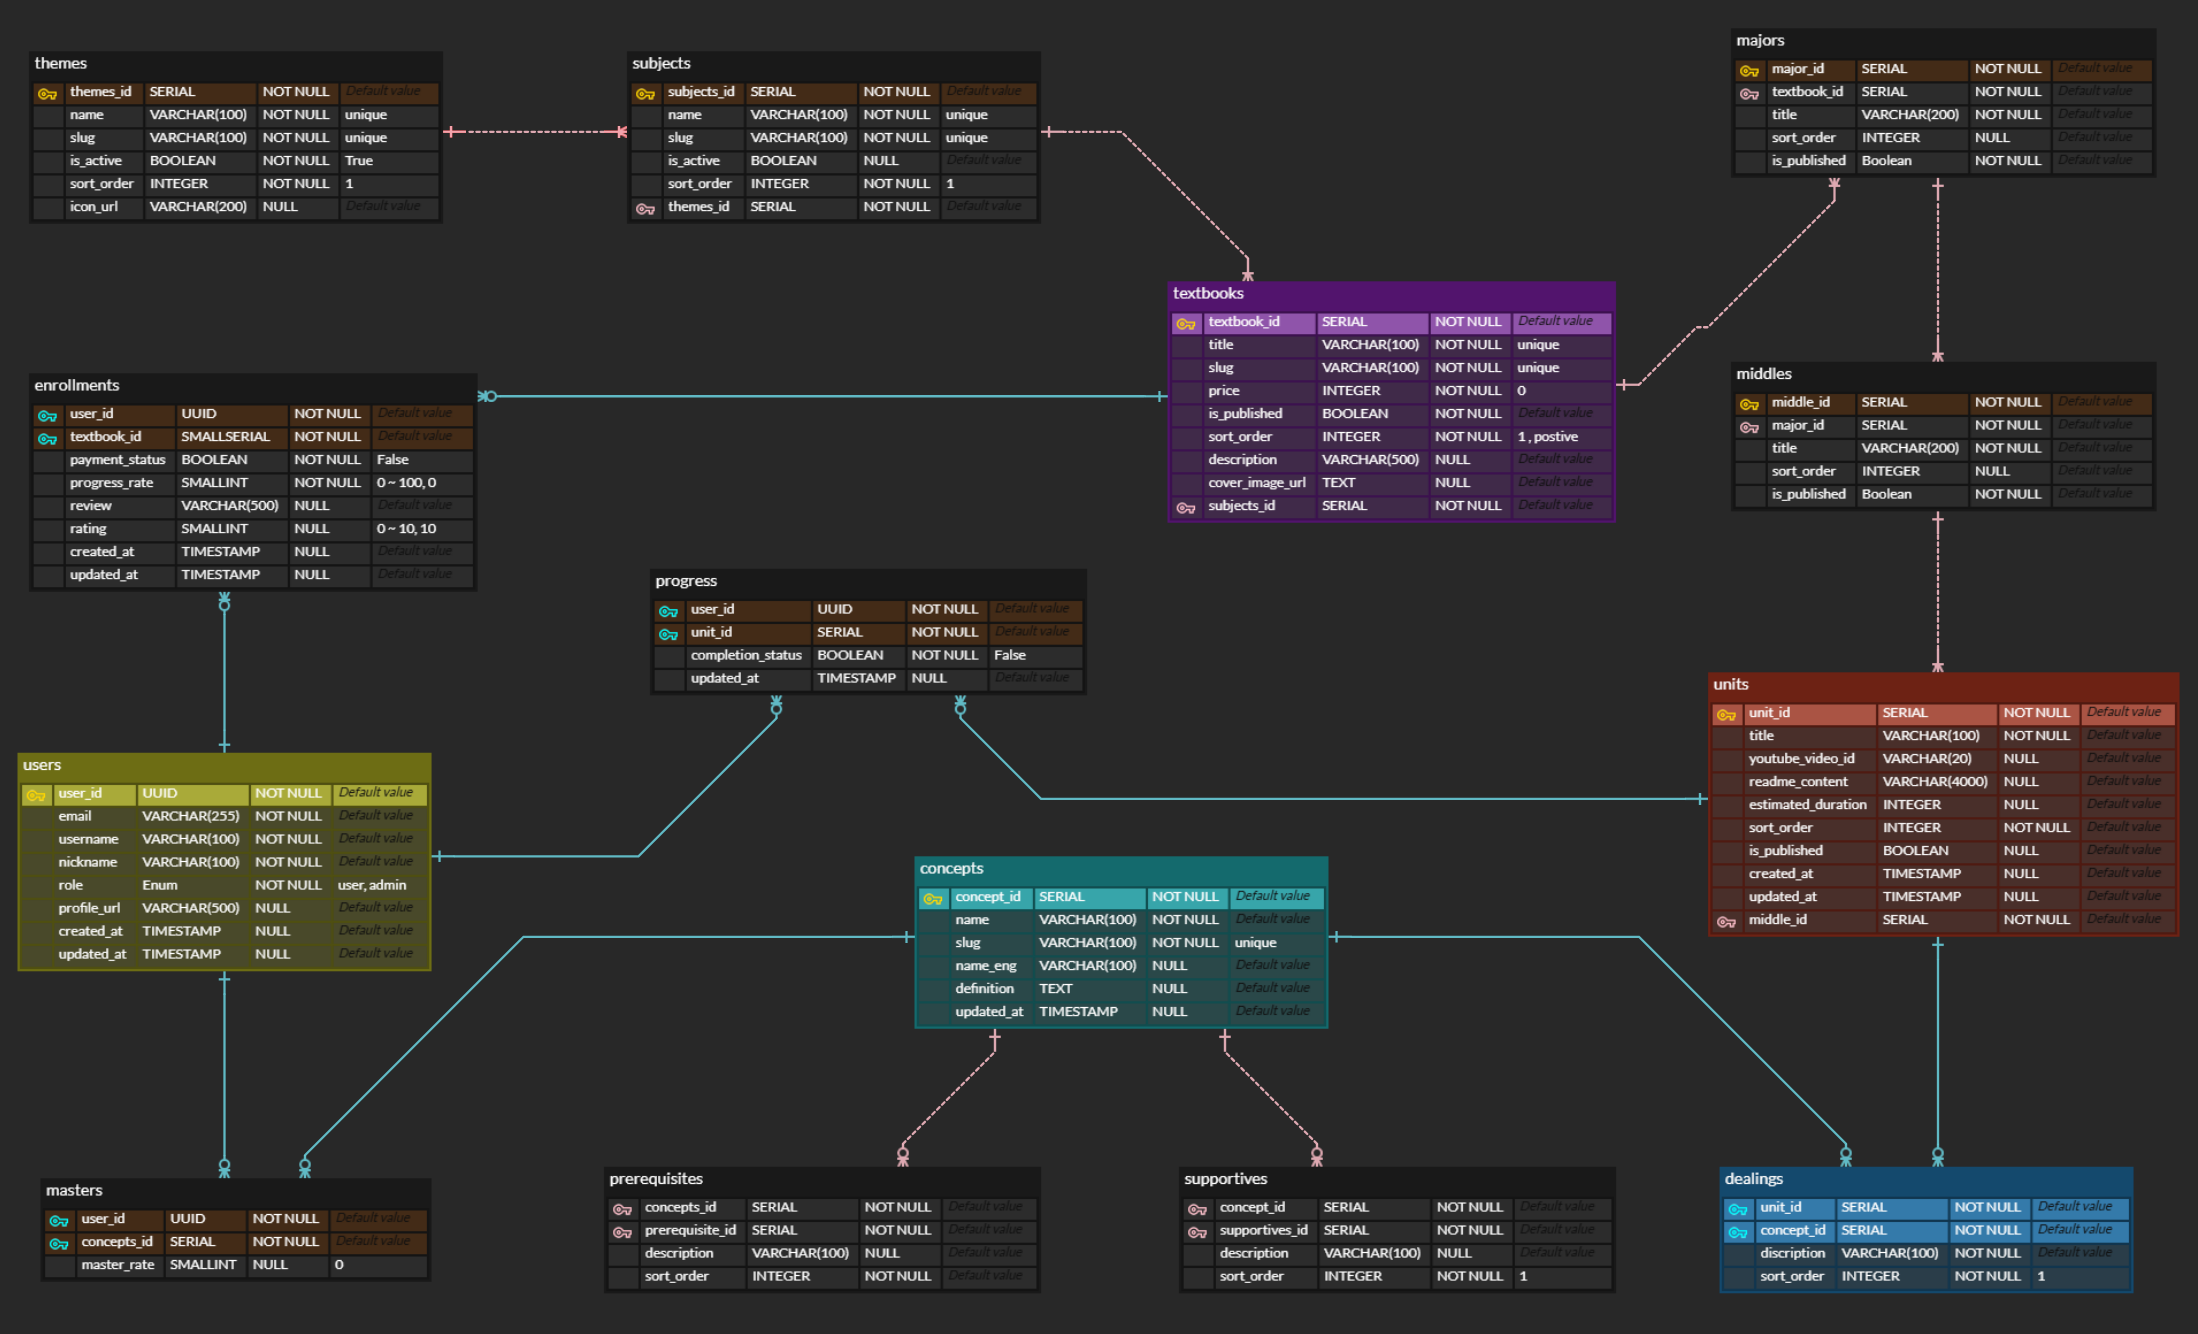 themes
themes_id SERIAL NOT NULL Default value
name VARCHAR(100) NOT NULL unique
slug VARCHAR(100) NOT NULL unique
is_active BOOLEAN NOT NULL True
sort_order INTEGER NOT NULL 1
icon_url VARCHAR(200) NULL Default value
subjects
subjects_id SERIAL NOT NULL Default value
name VARCHAR(100) NOT NULL unique
slug VARCHAR(100) NOT NULL unique
is_active BOOLEAN NULL Default value
sort_order INTEGER NOT NULL 1
themes_id SERIAL NOT NULL Default value
majors
major_id SERIAL NOT NULL Default value
textbook_id SERIAL NOT NULL Default value
title VARCHAR(200) NOT NULL Default value
sort_order INTEGER NULL Default value
is_published Boolean NOT NULL Default value
textbooks
textbook_id SERIAL NOT NULL Default value
title VARCHAR(100) NOT NULL unique
slug VARCHAR(100) NOT NULL unique
price INTEGER NOT NULL 0
is_published BOOLEAN NOT NULL Default value
sort_order INTEGER NOT NULL 1 , postive
description VARCHAR(500) NULL Default value
cover_image_url TEXT NULL Default value
subjects_id SERIAL NOT NULL Default value
middles
middle_id SERIAL NOT NULL Default value
major_id SERIAL NOT NULL Default value
title VARCHAR(200) NOT NULL Default value
sort_order INTEGER NULL Default value
is_published Boolean NOT NULL Default value
enrollments
user_id UUID NOT NULL Default value
textbook_id SMALLSERIAL NOT NULL Default value
payment_status BOOLEAN NOT NULL False
progress_rate SMALLINT NOT NULL 0 ~ 100, 0
review VARCHAR(500) NULL Default value
rating SMALLINT NULL 0 ~ 10, 10
created_at TIMESTAMP NULL Default value
updated_at TIMESTAMP NULL Default value
progress
user_id UUID NOT NULL Default value
unit_id SERIAL NOT NULL Default value
completion_status BOOLEAN NOT NULL False
updated_at TIMESTAMP NULL Default value
units
unit_id SERIAL NOT NULL Default value
title VARCHAR(100) NOT NULL Default value
youtube_video_id VARCHAR(20) NULL Default value
readme_content VARCHAR(4000) NULL Default value
estimated_duration INTEGER NULL Default value
sort_order INTEGER NOT NULL Default value
is_published BOOLEAN NULL Default value
created_at TIMESTAMP NULL Default value
updated_at TIMESTAMP NULL Default value
middle_id SERIAL NOT NULL Default value
users
user_id UUID NOT NULL Default value
email VARCHAR(255) NOT NULL Default value
username VARCHAR(100) NOT NULL Default value
nickname VARCHAR(100) NOT NULL Default value
role Enum NOT NULL user, admin
profile_url VARCHAR(500) NULL Default value
created_at TIMESTAMP NULL Default value
updated_at TIMESTAMP NULL Default value
concepts
concept_id SERIAL NOT NULL Default value
name VARCHAR(100) NOT NULL Default value
slug VARCHAR(100) NOT NULL unique
name_eng VARCHAR(100) NULL Default value
definition TEXT NULL Default value
updated_at TIMESTAMP NULL Default value
masters
user_id UUID NOT NULL Default value
concepts_id SERIAL NOT NULL Default value
master_rate SMALLINT NULL 0
prerequisites
concepts_id SERIAL NOT NULL Default value
prerequisite_id SERIAL NOT NULL Default value
description VARCHAR(100) NULL Default value
sort_order INTEGER NOT NULL Default value
supportives
concept_id SERIAL NOT NULL Default value
supportives_id SERIAL NOT NULL Default value
description VARCHAR(100) NULL Default value
sort_order INTEGER NOT NULL 1
dealings
unit_id SERIAL NOT NULL Default value
concept_id SERIAL NOT NULL Default value
discription VARCHAR(100) NOT NULL Default value
sort_order INTEGER NOT NULL 1